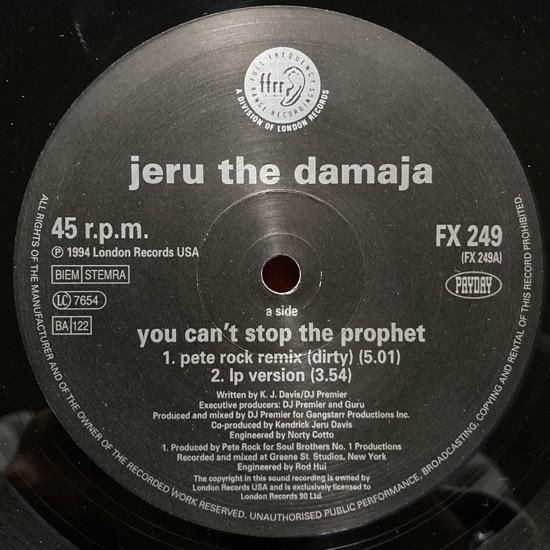 FULL FREQUENCY
ffrr
RANGE RECORDINGS
A DIVISION OF LONDON RECORDS
jeru the damaja
45 r.p.m.
℗ 1994 London Records USA
BIEM STEMRA
LC 7654
BA 122
FX 249
(FX 249A)
PAYDAY
a side
you can't stop the prophet
1. pete rock remix (dirty) (5.01)
2. lp version (3.54)
Written by K. J. Davis/DJ Premier
Executive producers: DJ Premier and Guru
Produced and mixed by DJ Premier for Gangstarr Productions Inc.
Co-produced by Kendrick Jeru Davis
Engineered by Norty Cotto
1. Produced by Pete Rock for Soul Brothers No. 1 Productions
Recorded and mixed at Greene St. Studios, New York
Engineered by Rod Hui
The copyright in this sound recording is owned by
London Records USA and is exclusively licensed to
London Records 90 Ltd.
ALL RIGHTS OF THE MANUFACTURER AND OF THE OWNER OF THE RECORDED WORK RESERVED. UNAUTHORISED PUBLIC PERFORMANCE, BROADCASTING, COPYING AND RENTAL OF THIS RECORD PROHIBITED.